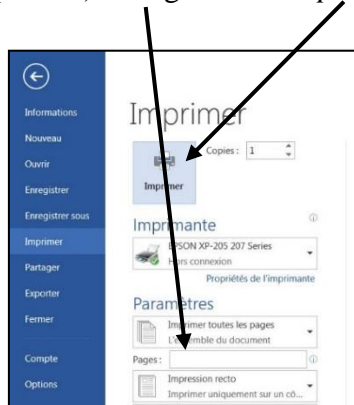 Informations
Nouveau
Ouvrir
Enregistrer
Enregistrer sous
Imprimer
Partager
Exporter
Fermer
Compte
Options
Imprimer
Copies : 1
Imprimer
Imprimante
EPSON XP-205 207 Series
Hors connexion
Propriétés de l'imprimante
Paramètres
Imprimer toutes les pages
L'ensemble du document
Pages :
Impression recto
Imprimer uniquement sur un cô...